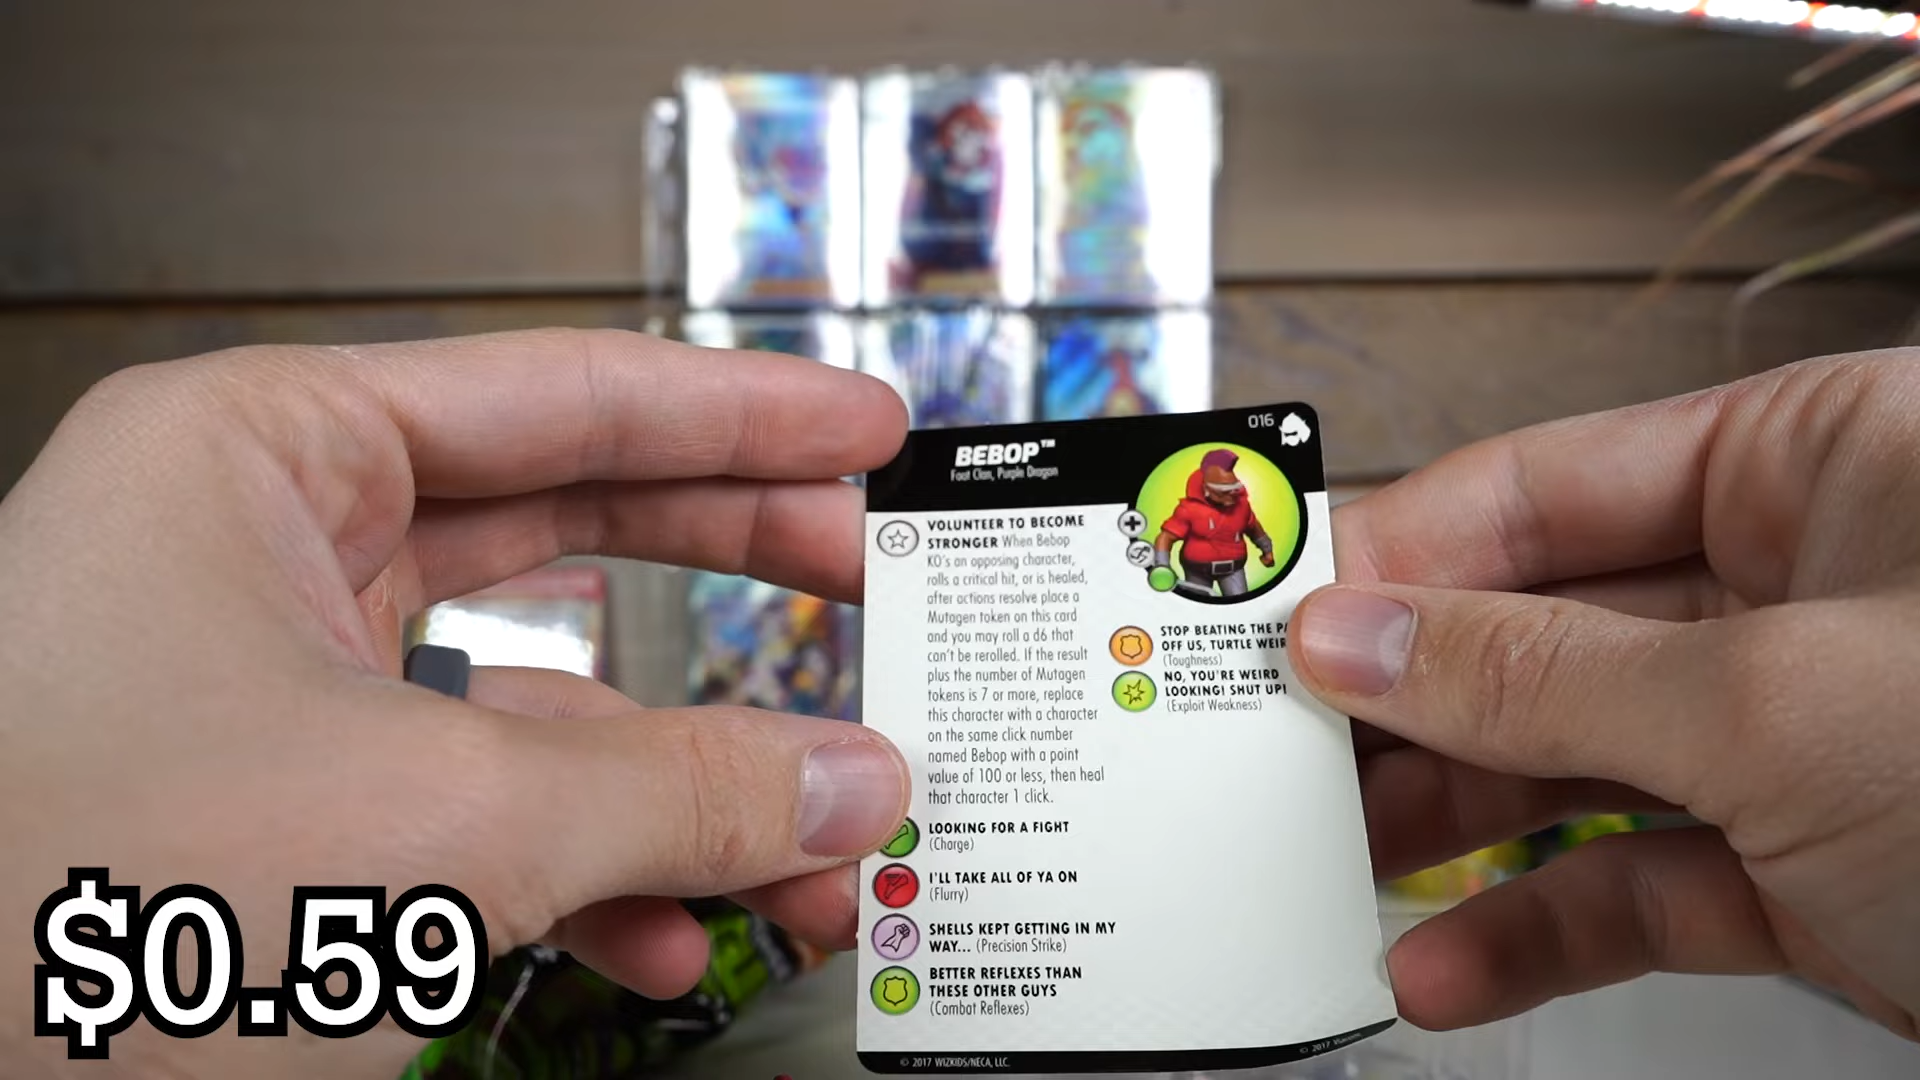 016
BEBOP™
Foot Clan, Purple Dragon
VOLUNTEER TO BECOME
STRONGER When Bebop
KO's an opposing character,
rolls a critical hit, or is healed,
after actions resolve place a
Mutagen token on this card
and you may roll a d6 that
can't be rerolled. If the result
plus the number of Mutagen
tokens is 7 or more, replace
this character with a character
on the same click number
named Bebop with a point
value of 100 or less, then heal
that character 1 click.
LOOKING FOR A FIGHT
(Charge)
I'LL TAKE ALL OF YA ON
(Flurry)
SHELLS KEPT GETTING IN MY
WAY... (Precision Strike)
BETTER REFLEXES THAN
THESE OTHER GUYS
(Combat Reflexes)
STOP BEATING THE
OFF US, TURTLE
(Toughness)
NO, YOU'RE WEIRD
LOOKING! SHUT UP!
(Exploit Weakness)
© 2017 WIZKIDS/NECA, LLC.
© 2017 Viacom
$0.59